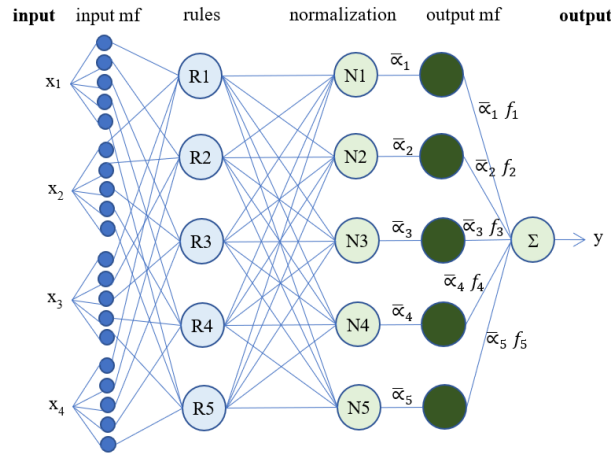 input input mf rules normalization output mf output
x₁ R1 N1 ᾱ₁ ᾱ₁ f₁
x₂ R2 N2 ᾱ₂ ᾱ₂ f₂
x₃ R3 N3 ᾱ₃ ᾱ₃ f₃ Σ y
x₄ R4 N4 ᾱ₄ ᾱ₄ f₄
R5 N5 ᾱ₅ ᾱ₅ f₅